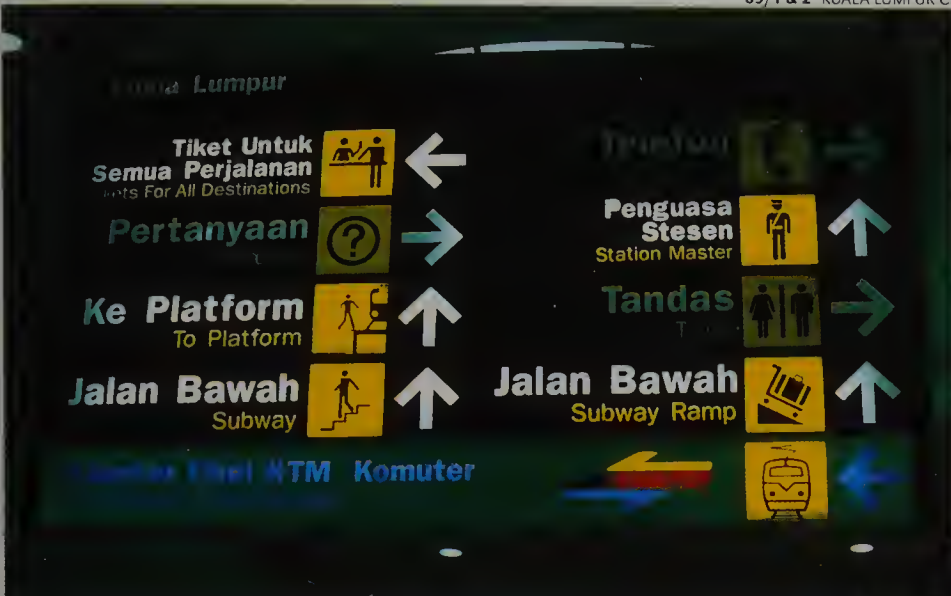 Lumpur
Tiket Untuk
Semua Perjalanan
For All Destinations
Pertanyaan
Ke Platform
To Platform
Jalan Bawah
Subway
Telefon
Penguasa
Stesen
Station Master
Tandas
Jalan Bawah
Subway Ramp
KTM Komuter